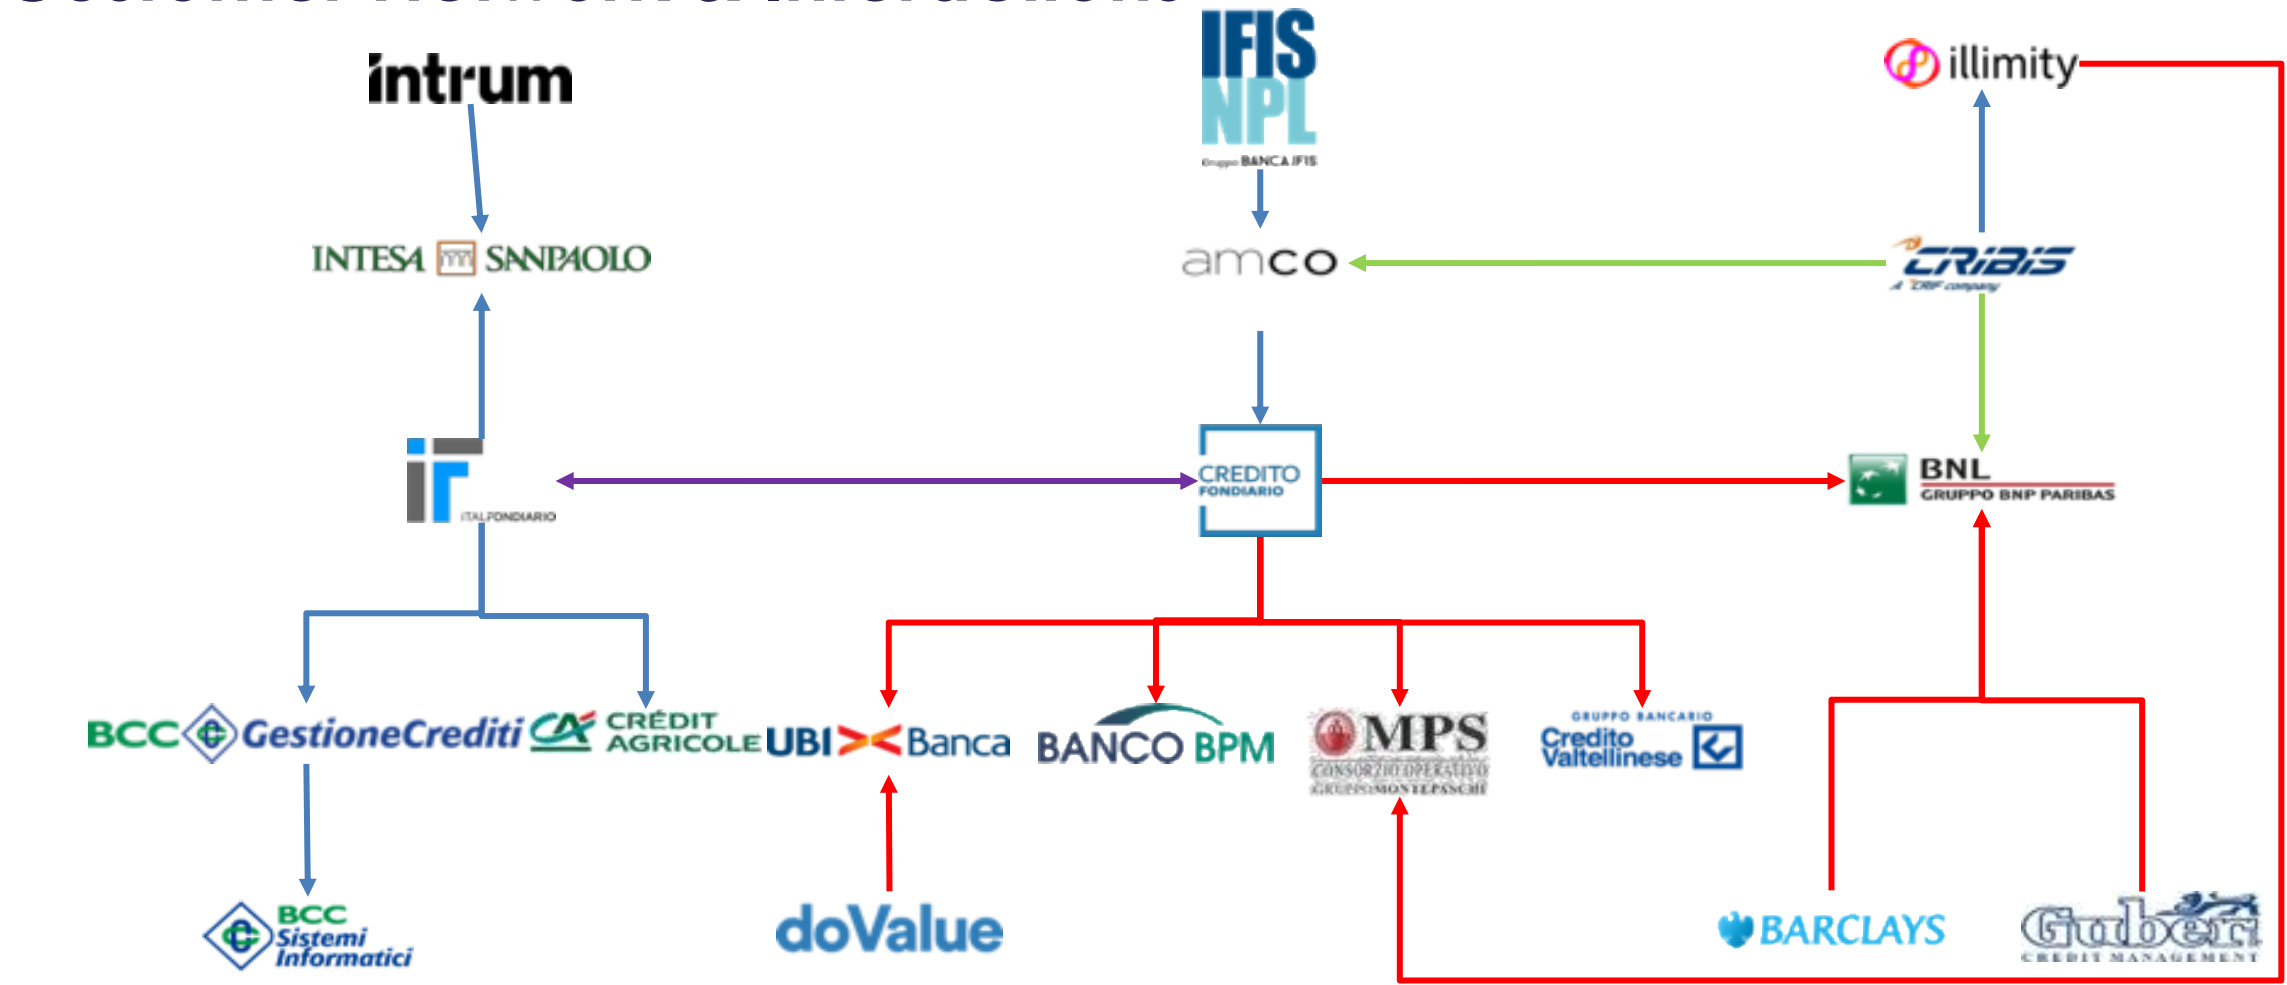 intrum
IFIS
NPL
Gruppo BANCA IFIS
illimity
INTESA SANPAOLO
amco
CRIBIS
A CRIF company
ITALFONDIARIO
CREDITO
FONDIARIO
BNL
GRUPPO BNP PARIBAS
BCC GestioneCrediti
CRÉDIT
AGRICOLE
UBI Banca
BANCO BPM
MPS
CONSORZIO OPERATIVO
GRUPPO MONTEPASCHI
GRUPPO BANCARIO
Credito
Valtellinese
BCC
Sistemi
Informatici
doValue
BARCLAYS
Guber
CREDIT MANAGEMENT